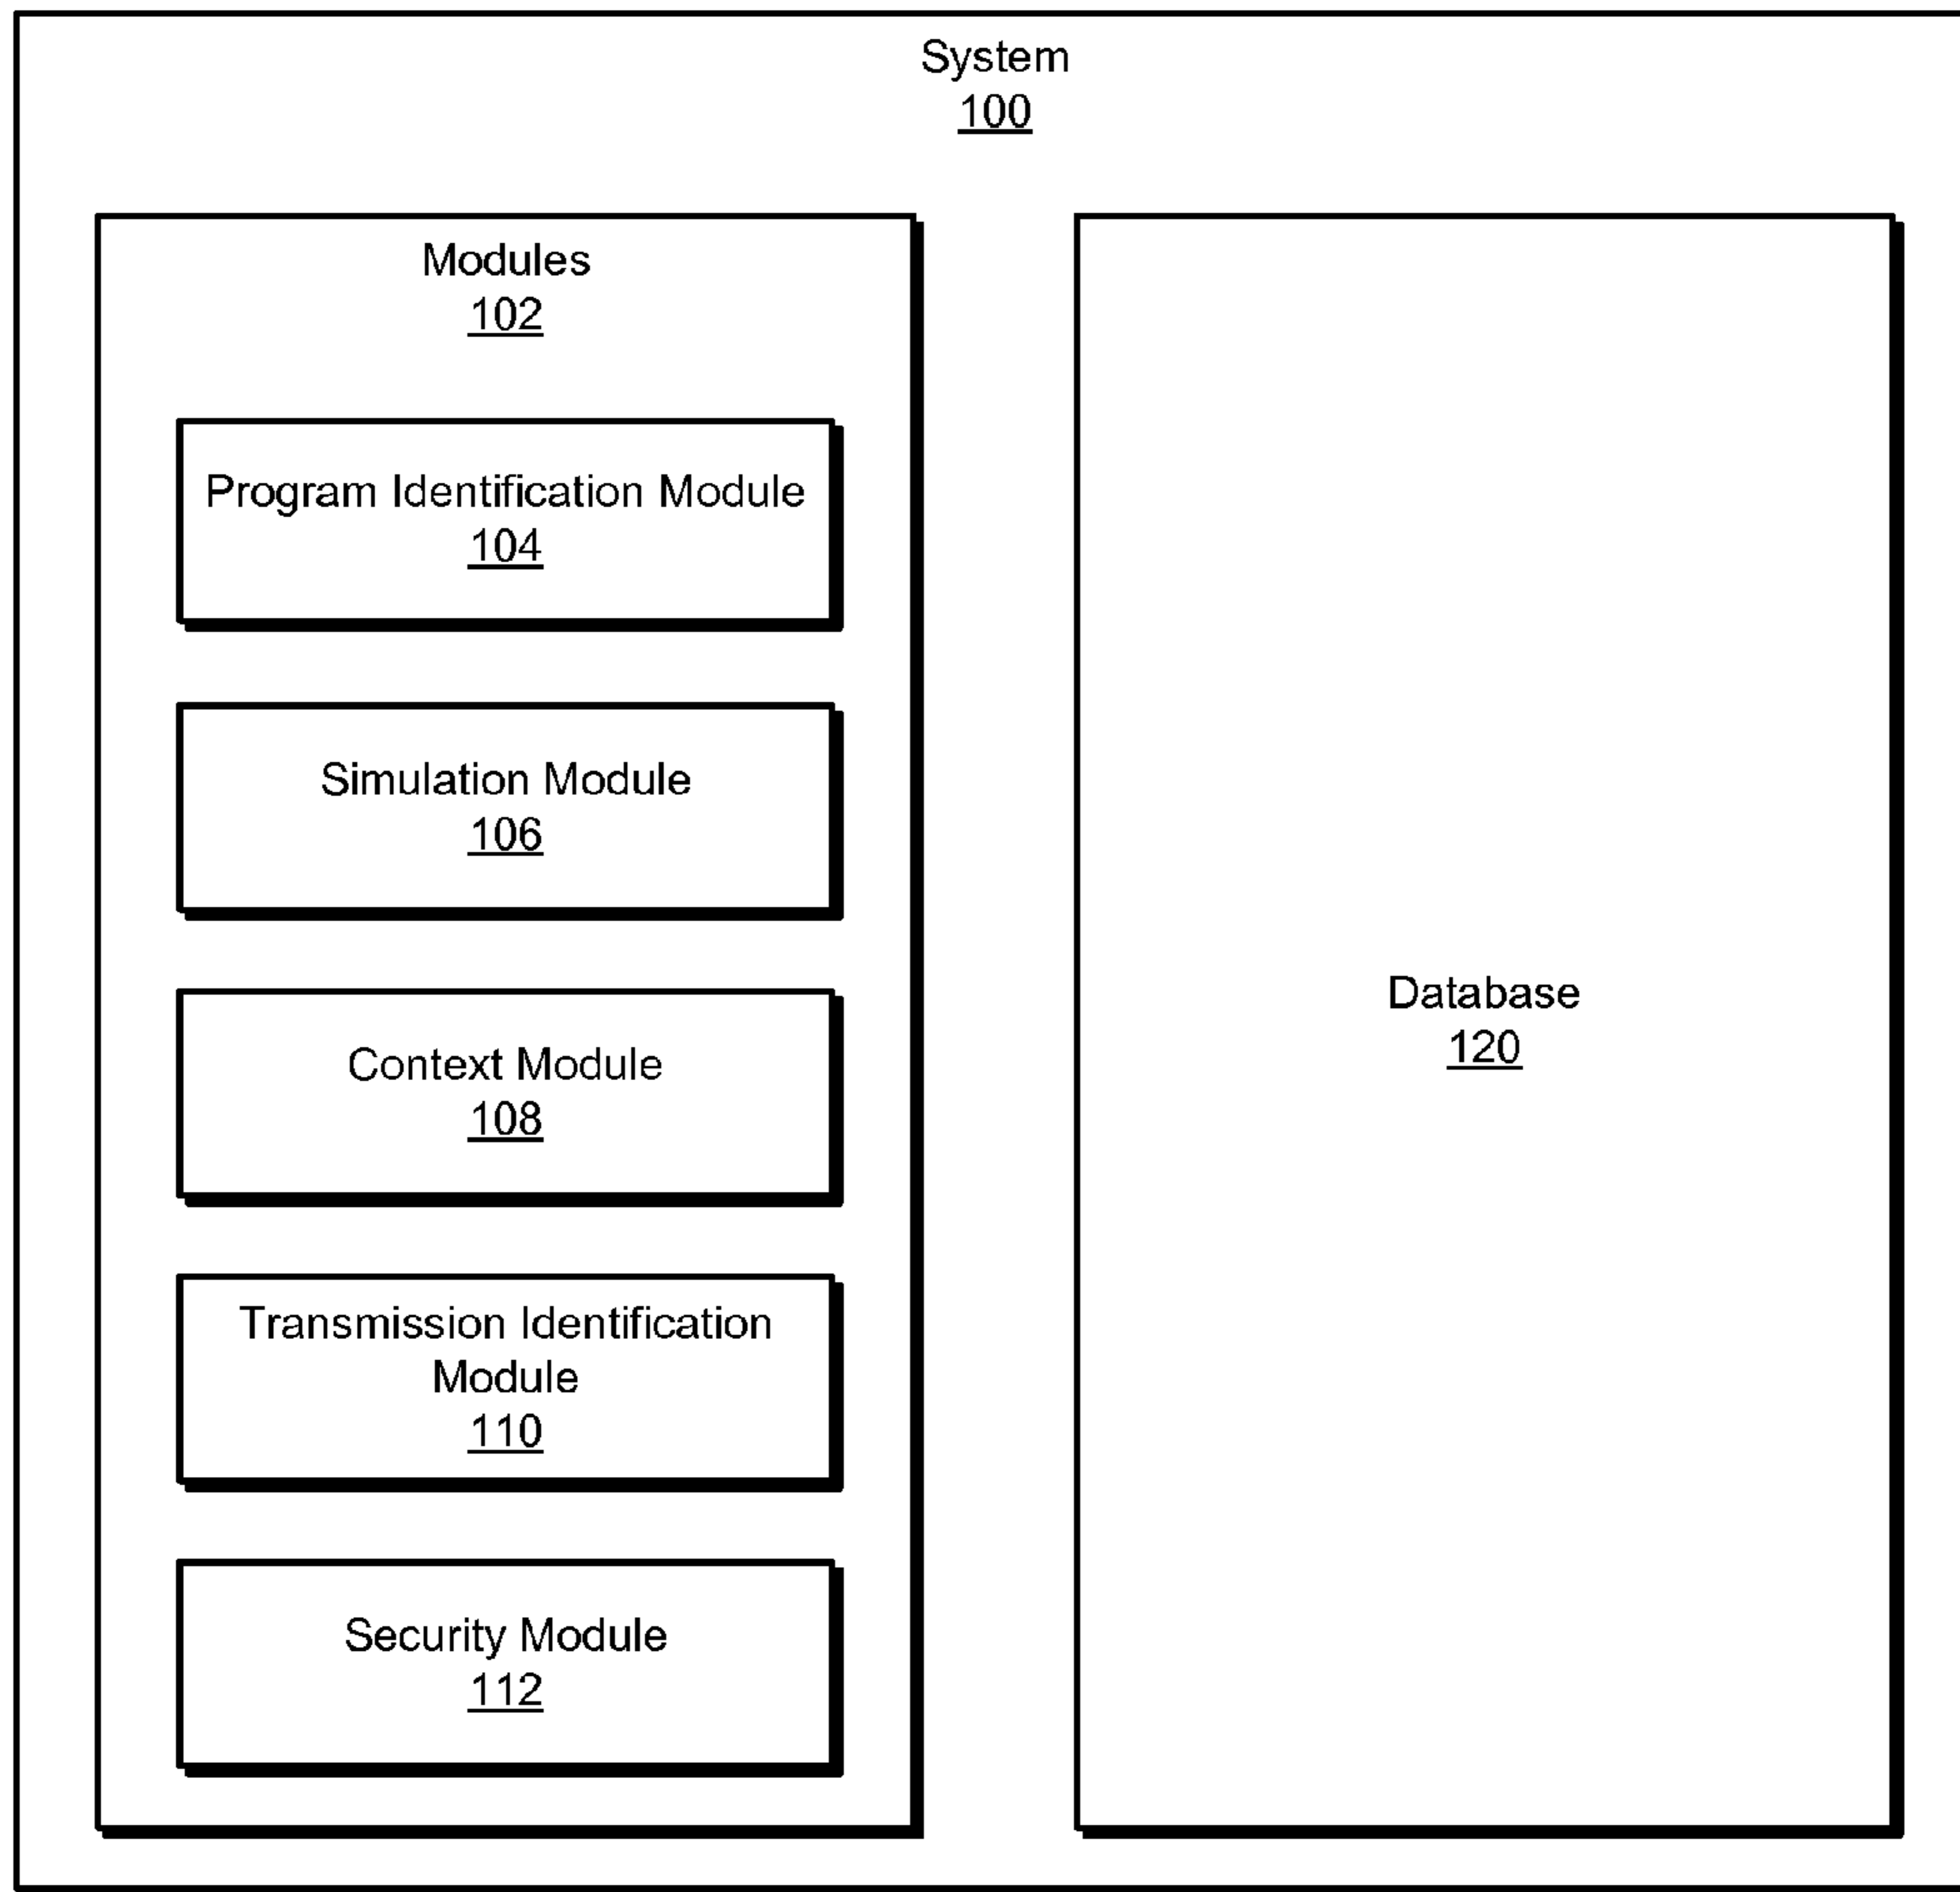 System
100
Modules
102
Program Identification Module
104
Simulation Module
106
Context Module
108
Transmission Identification
Module
110
Security Module
112
Database
120